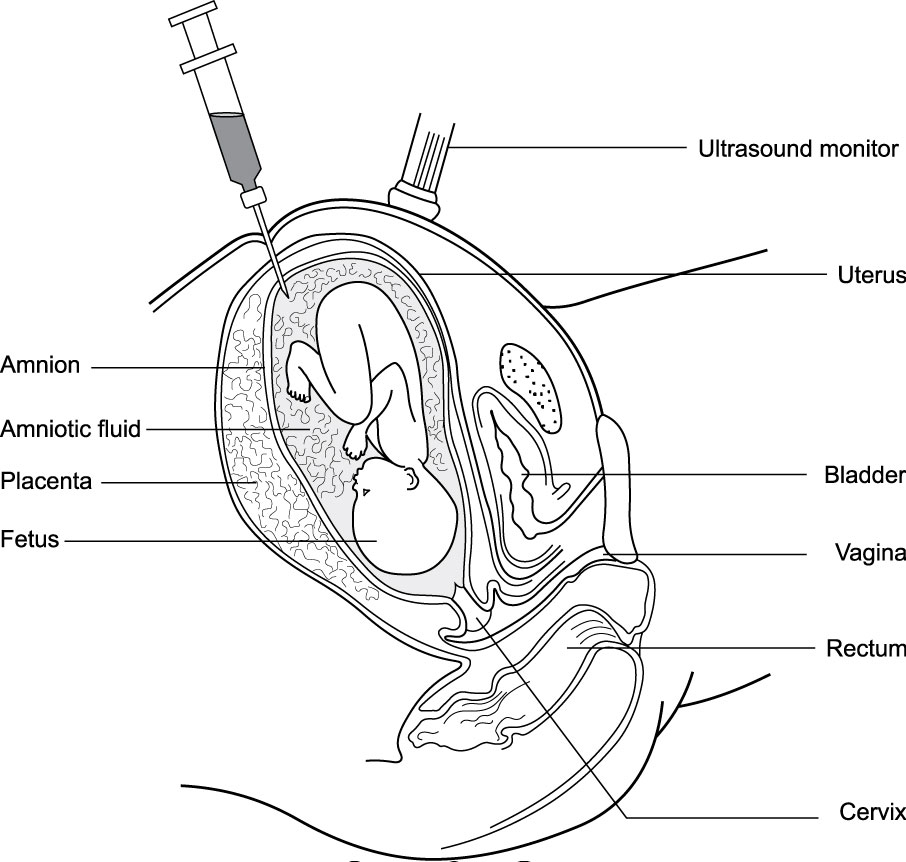 Ultrasound monitor
Uterus
Amnion
Amniotic fluid
Placenta
Fetus
Bladder
Vagina
Rectum
Cervix